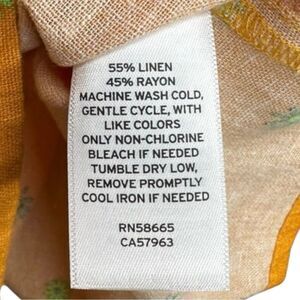 55% LINEN
45% RAYON
MACHINE WASH COLD,
GENTLE CYCLE, WITH
LIKE COLORS
ONLY NON-CHLORINE
BLEACH IF NEEDED
TUMBLE DRY LOW,
REMOVE PROMPTLY
COOL IRON IF NEEDED
RN58665
CA57963